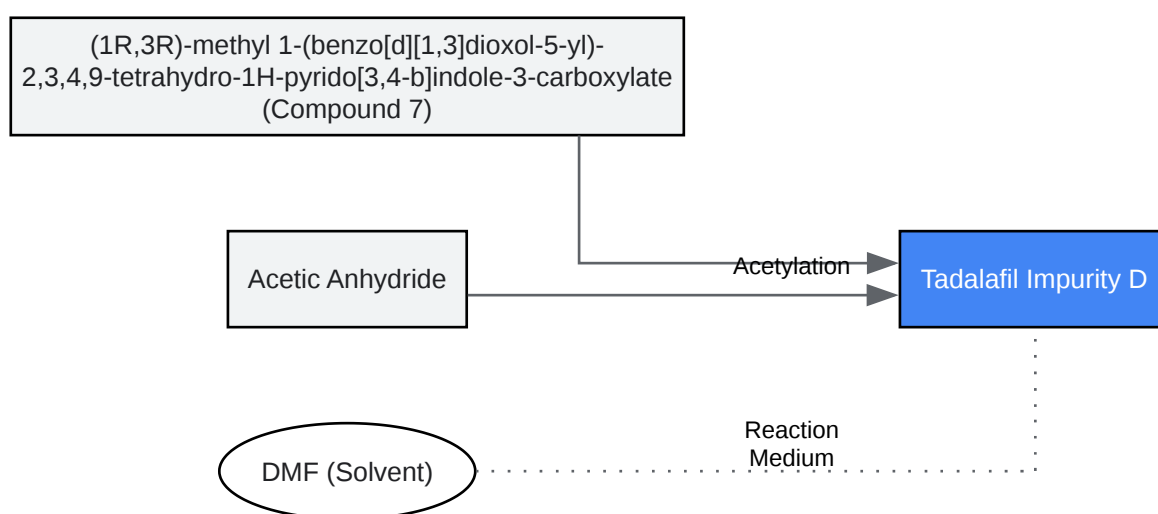 (1R,3R)-methyl 1-(benzo[d][1,3]dioxol-5-yl)-
2,3,4,9-tetrahydro-1H-pyrido[3,4-b]indole-3-carboxylate
(Compound 7)
Acetic Anhydride
Acetylation
Tadalafil Impurity D
DMF (Solvent)
Reaction
Medium